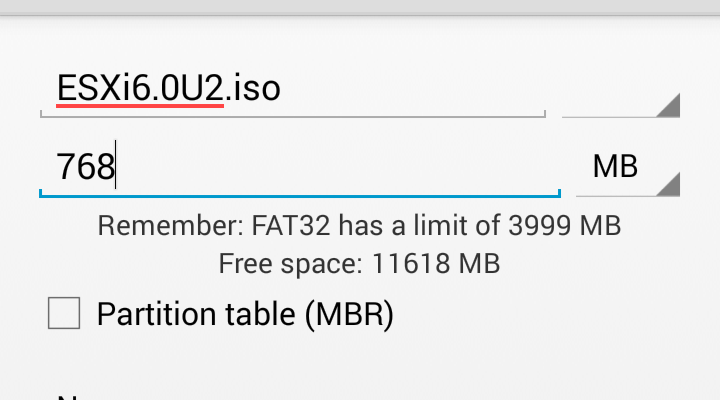 ESXi6.0U2.iso
768
MB
Remember: FAT32 has a limit of 3999 MB
Free space: 11618 MB
Partition table (MBR)